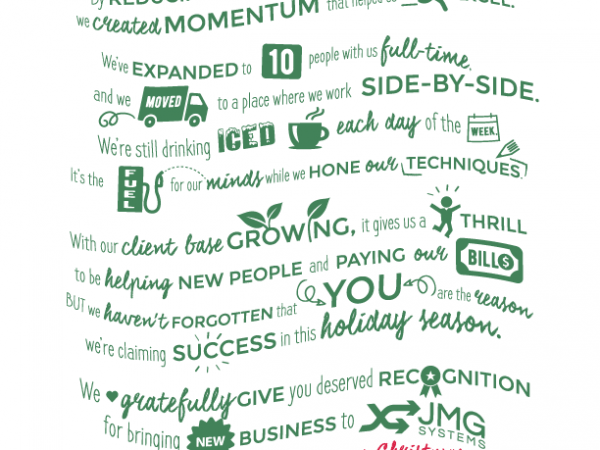 by REDUCI
we created MOMENTUM that helped us EXCEL.
We've EXPANDED to 10 people with us full-time.
and we MOVED to a place where we work SIDE-BY-SIDE.
We're still drinking ICED each day of the WEEK.
It's the FUEL for our minds while we HONE our TECHNIQUES.
With our client base GROWING, it gives us a THRILL
to be helping NEW PEOPLE and PAYING our BILL$
BUT we haven't FORGOTTEN that YOU are the reason
we're claiming SUCCESS in this holiday season.
We gratefully GIVE you deserved RECOGNITION
for bringing NEW BUSINESS to JMG SYSTEMS